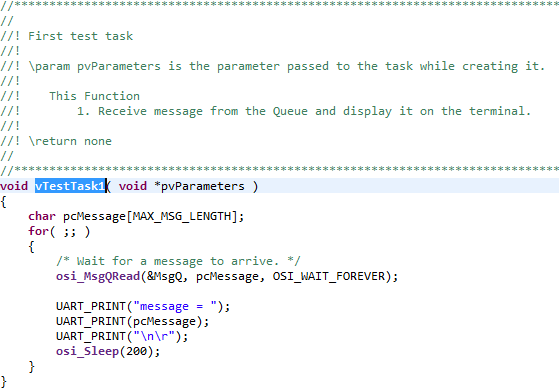 //*****************************************************************************
//
//! First test task
//!
//! \param pvParameters is the parameter passed to the task while creating it.
//!
//!    This Function
//!        1. Receive message from the Queue and display it on the terminal.
//!
//! \return none
//
//*****************************************************************************
void vTestTask1( void *pvParameters )
{
    char pcMessage[MAX_MSG_LENGTH];
    for( ;; )
    {
        /* Wait for a message to arrive. */
        osi_MsgQRead(&MsgQ, pcMessage, OSI_WAIT_FOREVER);

        UART_PRINT("message = ");
        UART_PRINT(pcMessage);
        UART_PRINT("\n\r");
        osi_Sleep(200);
    }
}